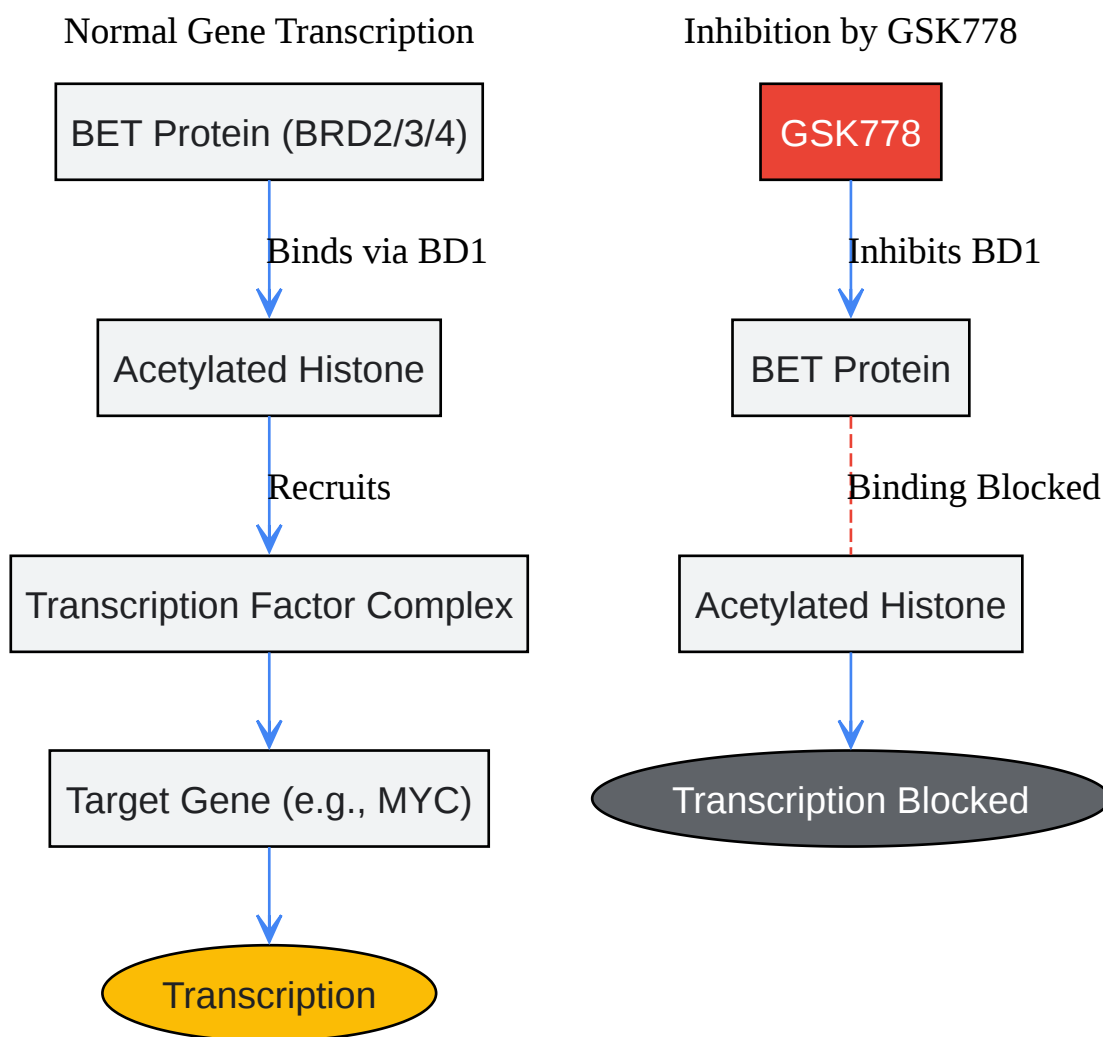 Normal Gene Transcription
BET Protein (BRD2/3/4)
Binds via BD1
Acetylated Histone
Recruits
Transcription Factor Complex
Target Gene (e.g., MYC)
Transcription
Inhibition by GSK778
GSK778
Inhibits BD1
BET Protein
Binding Blocked
Acetylated Histone
Transcription Blocked